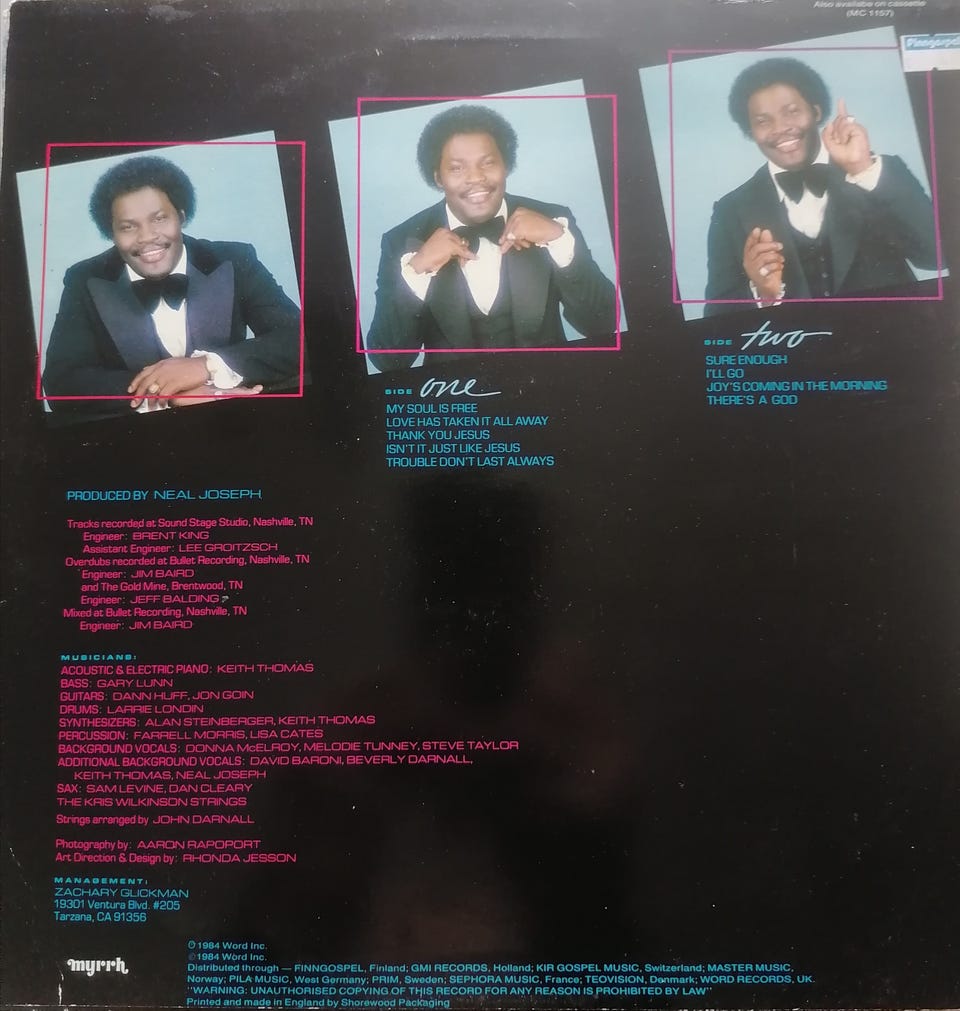 Also available on cassette
(MC 1157)
SIDE one
MY SOUL IS FREE
LOVE HAS TAKEN IT ALL AWAY
THANK YOU JESUS
ISN'T IT JUST LIKE JESUS
TROUBLE DON'T LAST ALWAYS
SIDE two
SURE ENOUGH
I'LL GO
JOY'S COMING IN THE MORNING
THERE'S A GOD
PRODUCED BY NEAL JOSEPH
Tracks recorded at Sound Stage Studio, Nashville, TN
Engineer: BRENT KING
Assistant Engineer: LEE GROITZSCH
Overdubs recorded at Bullet Recording, Nashville, TN
Engineer: JIM BAIRD
and The Gold Mine, Brentwood, TN
Engineer: JEFF BALDING
Mixed at Bullet Recording, Nashville, TN
Engineer: JIM BAIRD
MUSICIANS:
ACOUSTIC & ELECTRIC PIANO: KEITH THOMAS
BASS: GARY LUNN
GUITARS: DANN HUFF, JON GOIN
DRUMS: LARRIE LONDIN
SYNTHESIZERS: ALAN STEINBERGER, KEITH THOMAS
PERCUSSION: FARRELL MORRIS, LISA CATES
BACKGROUND VOCALS: DONNA McELROY, MELODIE TUNNEY, STEVE TAYLOR
ADDITIONAL BACKGROUND VOCALS: DAVID BARONI, BEVERLY DARNALL,
KEITH THOMAS, NEAL JOSEPH
SAX: SAM LEVINE, DAN CLEARY
THE KRIS WILKINSON STRINGS
Strings arranged by JOHN DARNALL
Photography by: AARON RAPOPORT
Art Direction & Design by: RHONDA JESSON
MANAGEMENT:
ZACHARY GLICKMAN
19301 Ventura Blvd. #205
Tarzana, CA 91356
myrrh
℗ 1984 Word Inc.
© 1984 Word Inc.
Distributed through — FINNGOSPEL, Finland; GMI RECORDS, Holland; KIR GOSPEL MUSIC, Switzerland; MASTER MUSIC,
Norway; PILA MUSIC, West Germany; PRIM, Sweden; SEPHORA MUSIC, France; TEOVISION, Denmark; WORD RECORDS, UK.
"WARNING: UNAUTHORISED COPYING OF THIS RECORD FOR ANY REASON IS PROHIBITED BY LAW"
Printed and made in England by Shorewood Packaging